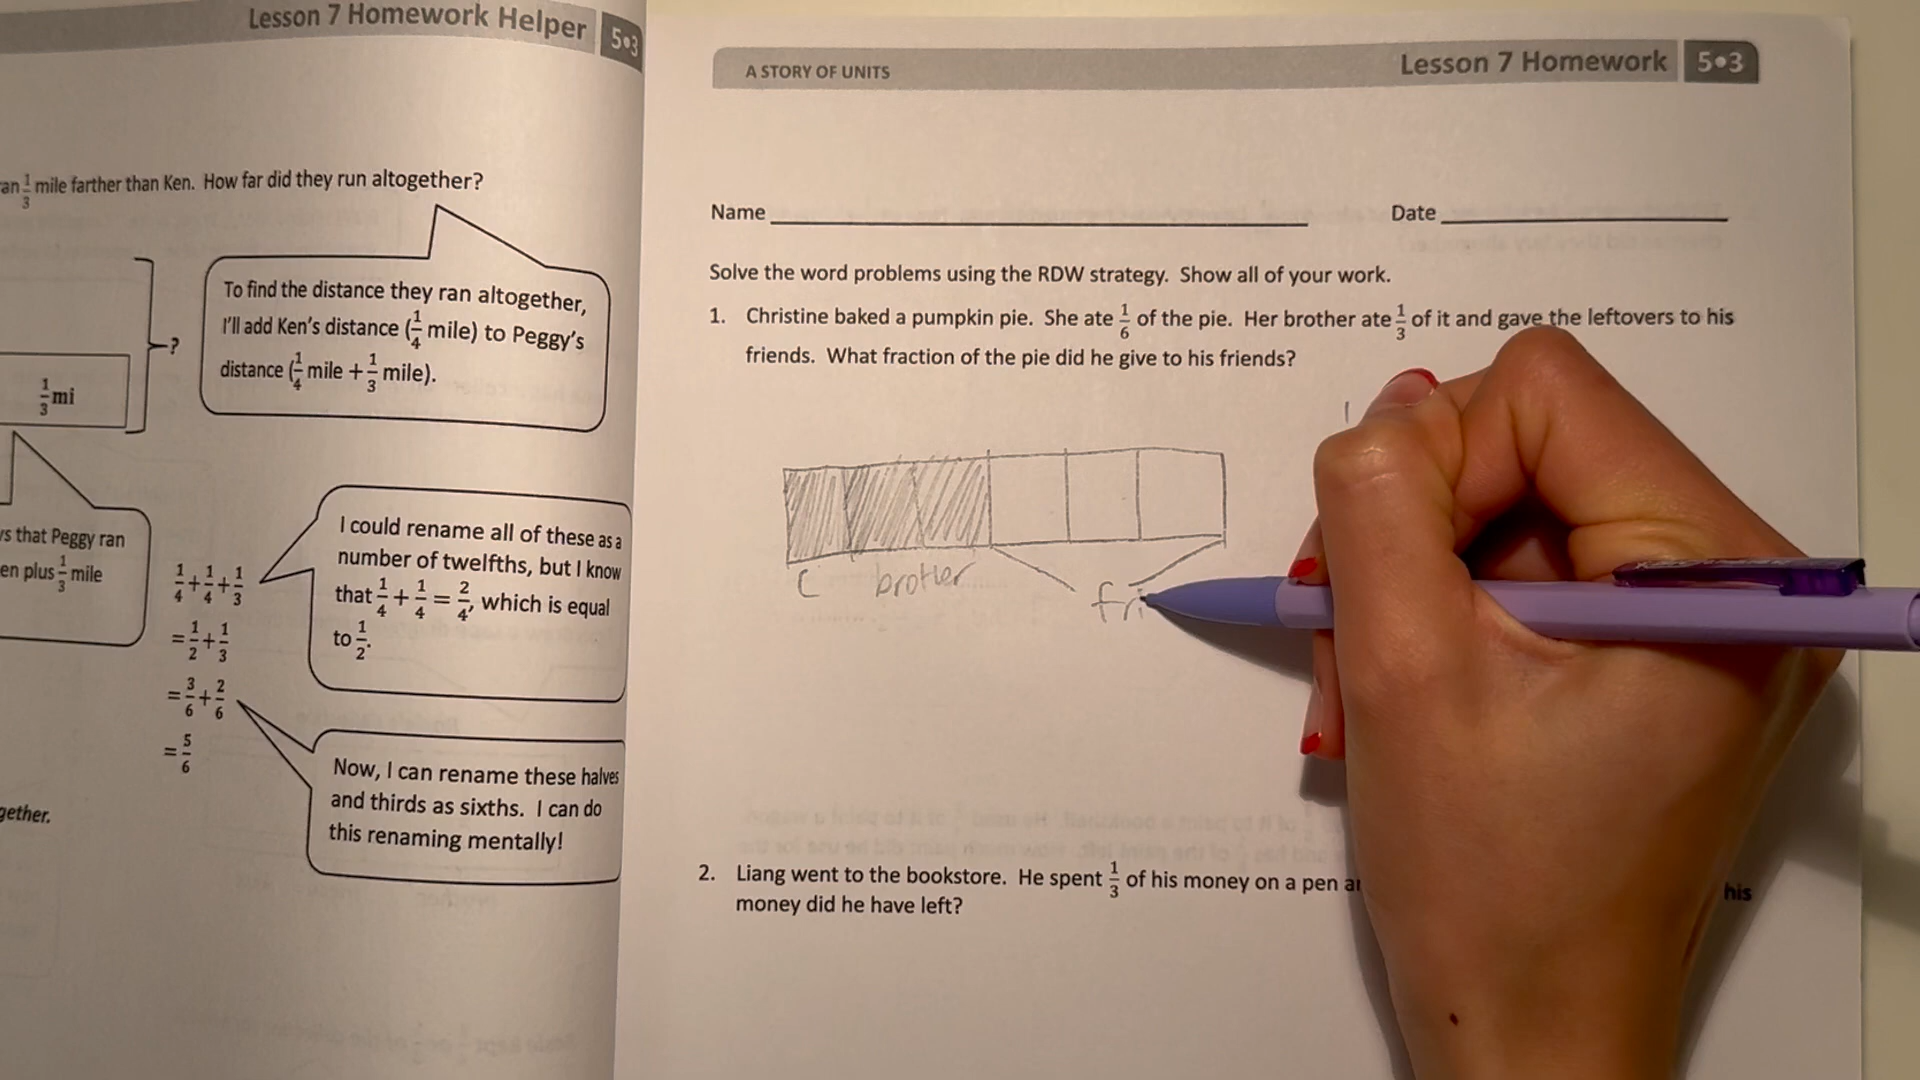 Lesson 7 Homework Helper 5•3
an 1/3 mile farther than Ken. How far did they run altogether?
To find the distance they ran altogether,
I'll add Ken's distance (1/4 mile) to Peggy's
distance (1/4 mile + 1/3 mile).
?
1/3 mi
s that Peggy ran
en plus 1/3 mile
1/4 + 1/4 + 1/3
= 1/2 + 1/3
= 3/6 + 2/6
= 5/6
I could rename all of these as a
number of twelfths, but I know
that 1/4 + 1/4 = 2/4, which is equal
to 1/2.
Now, I can rename these halves
and thirds as sixths. I can do
this renaming mentally!
gether.
A STORY OF UNITS Lesson 7 Homework 5•3
Name Date
Solve the word problems using the RDW strategy. Show all of your work.
1. Christine baked a pumpkin pie. She ate 1/6 of the pie. Her brother ate 1/3 of it and gave the leftovers to his
friends. What fraction of the pie did he give to his friends?
C brother fri
2. Liang went to the bookstore. He spent 1/3 of his money on a pen a his
money did he have left?